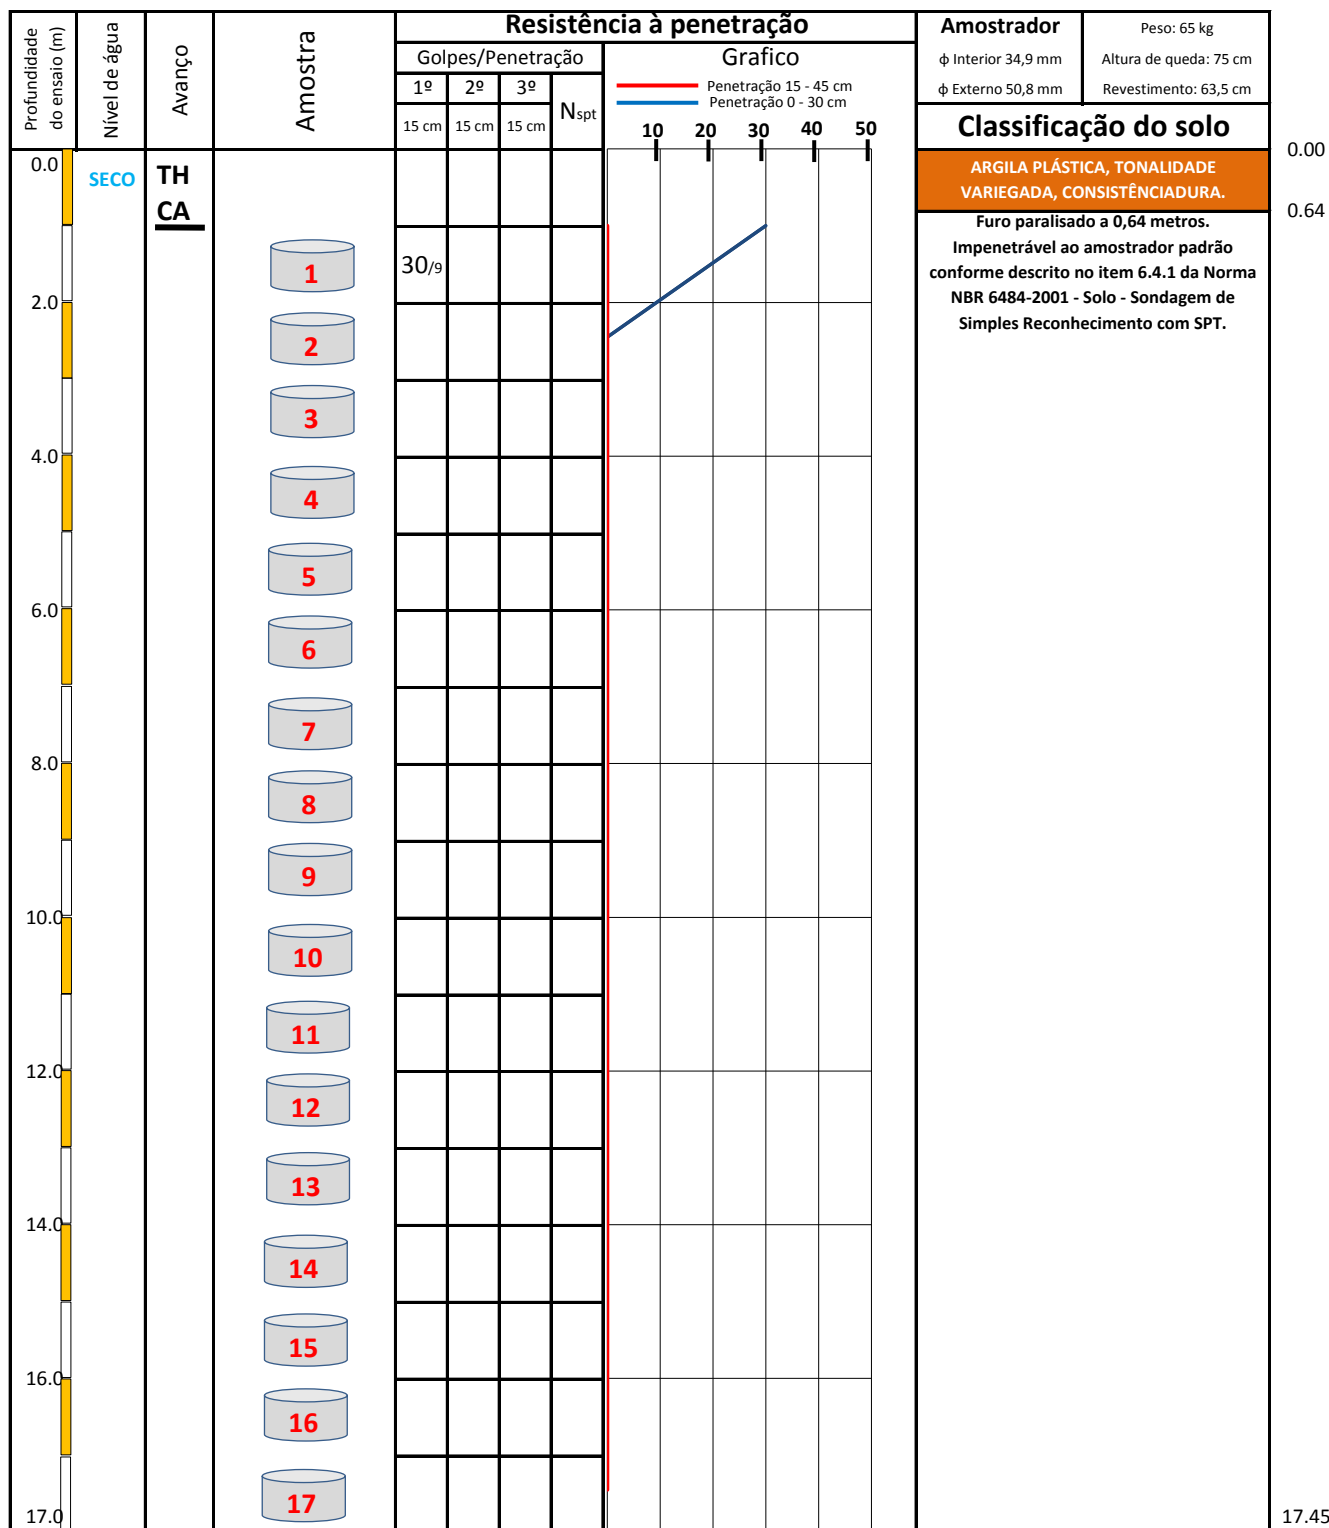 Profundidade
do ensaio (m)
Nível de água
Avanço
Amostra
Resistência à penetração
Golpes/Penetração
1º 2º 3º
15 cm 15 cm 15 cm
Nspt
Grafico
Penetração 15 - 45 cm
Penetração 0 - 30 cm
10 20 30 40 50
Amostrador
ф Interior 34,9 mm
ф Externo 50,8 mm
Peso: 65 kg
Altura de queda: 75 cm
Revestimento: 63,5 cm
Classificação do solo
0.00
0.0
SECO
TH
CA
ARGILA PLÁSTICA, TONALIDADE
VARIEGADA, CONSISTÊNCIADURA.
0.64
Furo paralisado a 0,64 metros.
Impenetrável ao amostrador padrão
conforme descrito no item 6.4.1 da Norma
NBR 6484-2001 - Solo - Sondagem de
Simples Reconhecimento com SPT.
1
30/9
2.0
2
3
4.0
4
5
6.0
6
7
8.0
8
9
10.0
10
11
12.0
12
13
14.0
14
15
16.0
16
17
17.0
17.45